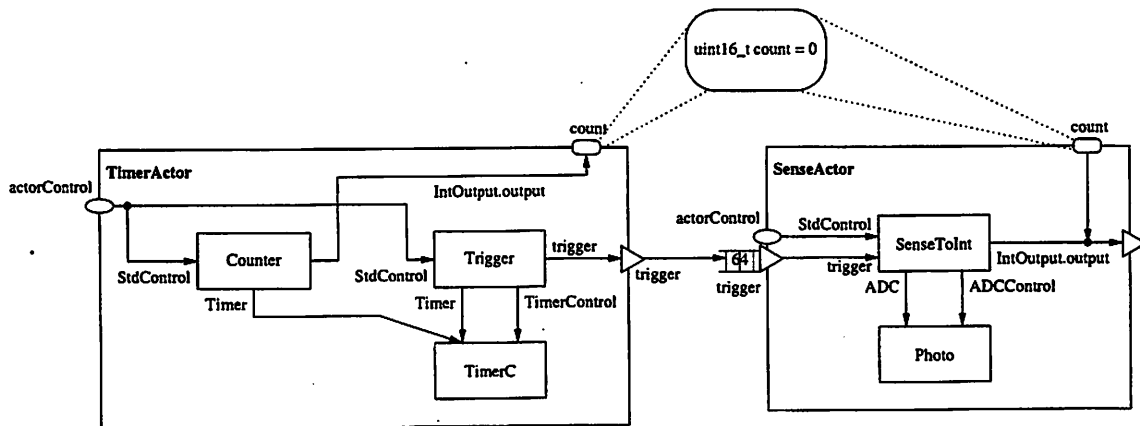 uint16_t count = 0
count
count
TimerActor
SenseActor
actorControl
IntOutput.output
actorControl
StdControl
Counter
Trigger
trigger
64
SenseToInt
StdControl
StdControl
trigger
trigger
trigger
IntOutput.output
Timer
Timer
TimerControl
ADC
ADCControl
TimerC
Photo